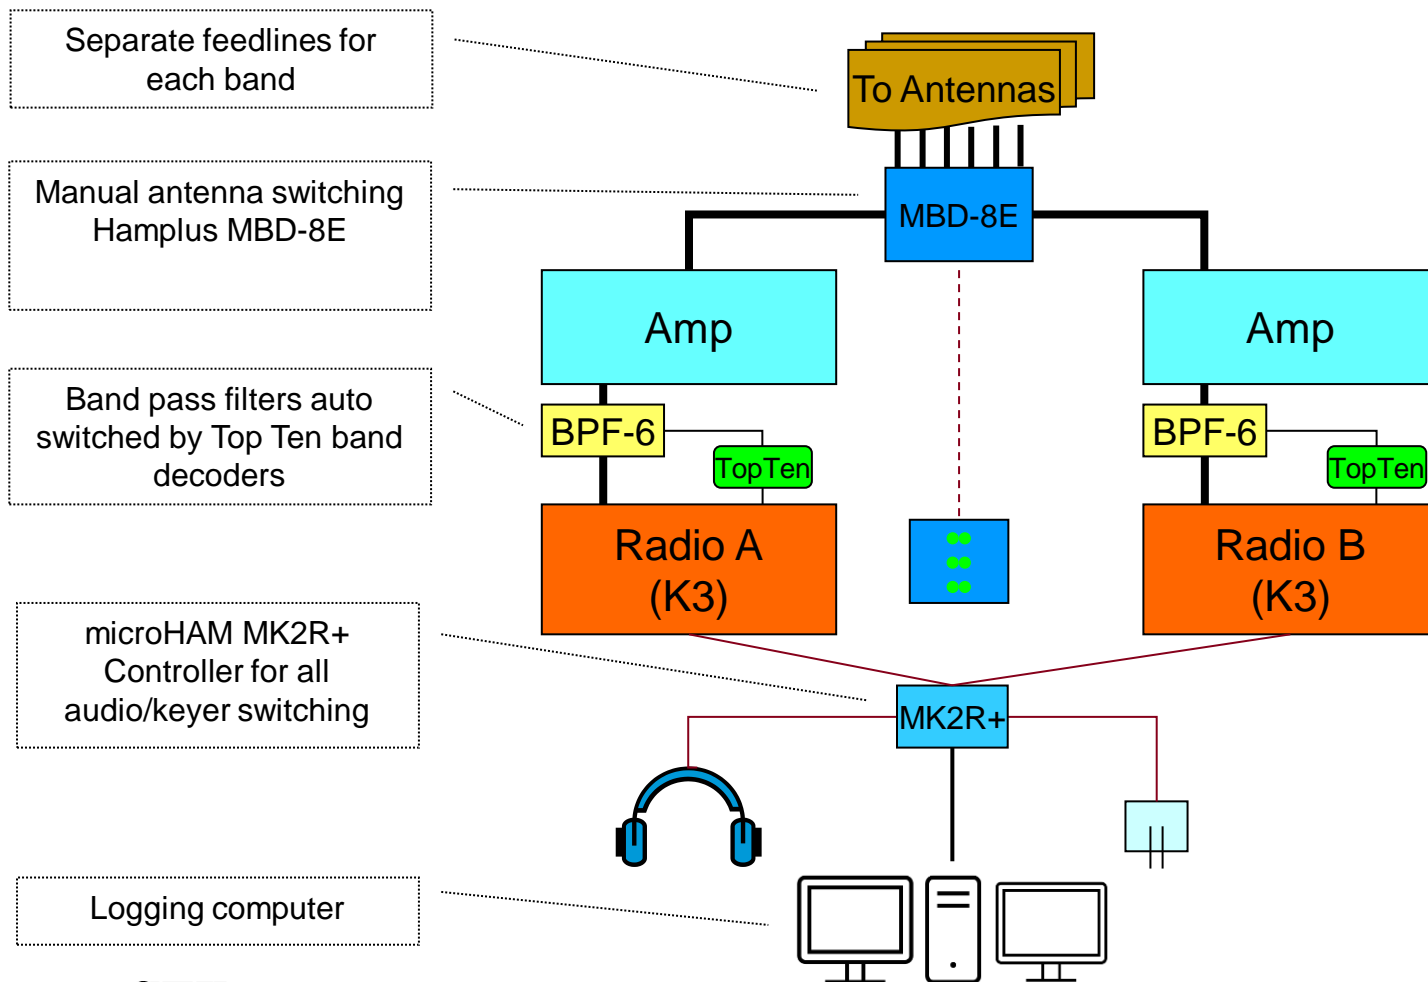 Separate feedlines for
each band
To Antennas
Manual antenna switching
Hamplus MBD-8E
MBD-8E
Amp
Amp
Band pass filters auto
switched by Top Ten band
decoders
BPF-6
TopTen
BPF-6
TopTen
Radio A
(K3)
Radio B
(K3)
microHAM MK2R+
Controller for all
audio/keyer switching
MK2R+
Logging computer